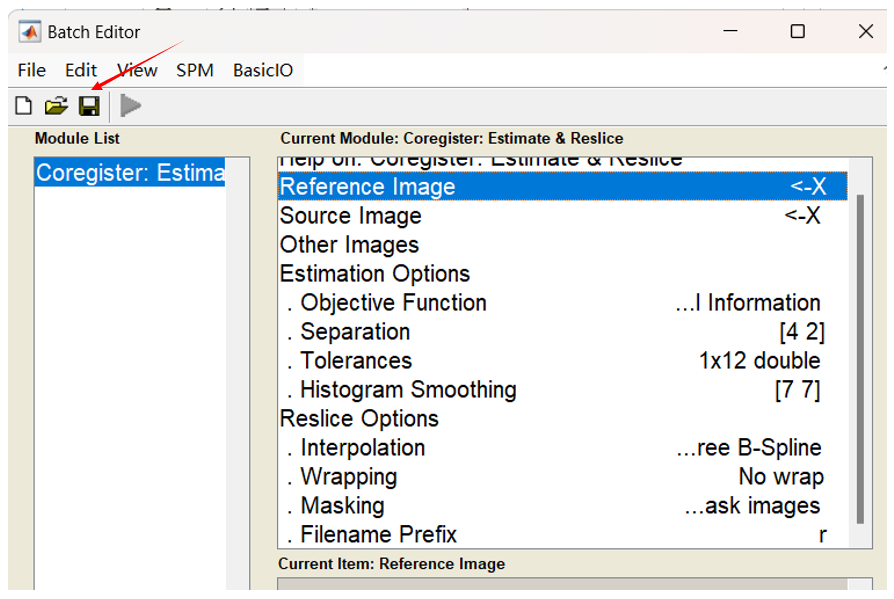 Batch Editor
File Edit View SPM BasicIO
Module List
Current Module: Coregister: Estimate & Reslice
Coregister: Estima
Help on: Coregister: Estimate & Reslice
Reference Image <-X
Source Image <-X
Other Images
Estimation Options
. Objective Function ...l Information
. Separation [4 2]
. Tolerances 1x12 double
. Histogram Smoothing [7 7]
Reslice Options
. Interpolation ...ree B-Spline
. Wrapping No wrap
. Masking ...ask images
. Filename Prefix r
Current Item: Reference Image